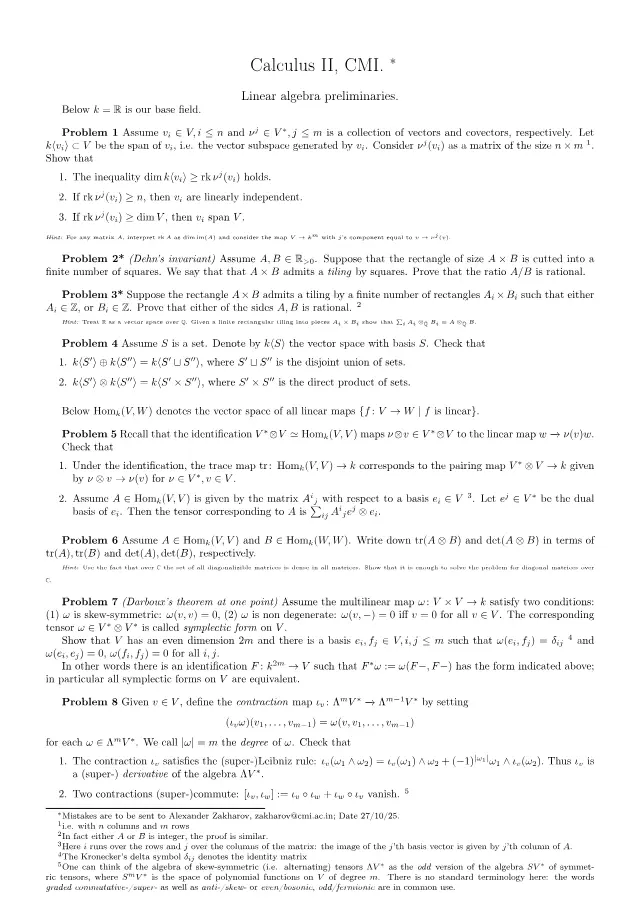 Calculus II, CMI. *
Linear algebra preliminaries.
Below k = ℝ is our base field.
Problem 1 Assume vᵢ ∈ V, i ≤ n and νʲ ∈ V*, j ≤ m is a collection of vectors and covectors, respectively. Let
k⟨vᵢ⟩ ⊂ V be the span of vᵢ, i.e. the vector subspace generated by vᵢ. Consider νʲ(vᵢ) as a matrix of the size n × m ¹.
Show that
1. The inequality dim k⟨vᵢ⟩ ≥ rk νʲ(vᵢ) holds.
2. If rk νʲ(vᵢ) ≥ n, then vᵢ are linearly independent.
3. If rk νʲ(vᵢ) ≥ dim V, then vᵢ span V.
Hint: For any matrix A, interpret rk A as dim im(A) and consider the map V → kᵐ with j's component equal to v → νʲ(v).
Problem 2* (Dehn's invariant) Assume A, B ∈ ℝ_{>0}. Suppose that the rectangle of size A × B is cutted into a
finite number of squares. We say that that A × B admits a tiling by squares. Prove that the ratio A/B is rational.
Problem 3* Suppose the rectangle A × B admits a tiling by a finite number of rectangles Aᵢ × Bᵢ such that either
Aᵢ ∈ ℤ, or Bᵢ ∈ ℤ. Prove that either of the sides A, B is rational. ²
Hint: Treat ℝ as a vector space over ℚ. Given a finite rectangular tiling into pieces Aᵢ × Bᵢ show that ∑ᵢ Aᵢ ⊗_ℚ Bᵢ = A ⊗_ℚ B.
Problem 4 Assume S is a set. Denote by k⟨S⟩ the vector space with basis S. Check that
1. k⟨S′⟩ ⊕ k⟨S″⟩ = k⟨S′ ⊔ S″⟩, where S′ ⊔ S″ is the disjoint union of sets.
2. k⟨S′⟩ ⊗ k⟨S″⟩ = k⟨S′ × S″⟩, where S′ × S″ is the direct product of sets.
Below Homₖ(V, W) denotes the vector space of all linear maps {f : V → W | f is linear}.
Problem 5 Recall that the identification V* ⊗ V ≃ Homₖ(V, V) maps ν ⊗ v ∈ V* ⊗ V to the linear map w → ν(v)w.
Check that
1. Under the identification, the trace map tr : Homₖ(V, V) → k corresponds to the pairing map V* ⊗ V → k given
by ν ⊗ v → ν(v) for ν ∈ V*, v ∈ V.
2. Assume A ∈ Homₖ(V, V) is given by the matrix Aⁱⱼ with respect to a basis eᵢ ∈ V ³. Let eʲ ∈ V* be the dual
basis of eᵢ. Then the tensor corresponding to A is ∑ᵢⱼ Aⁱⱼeʲ ⊗ eᵢ.
Problem 6 Assume A ∈ Homₖ(V, V) and B ∈ Homₖ(W, W). Write down tr(A ⊗ B) and det(A ⊗ B) in terms of
tr(A), tr(B) and det(A), det(B), respectively.
Hint: Use the fact that over ℂ the set of all diagonalizible matrices is dense in all matrices. Show that it is enough to solve the problem for diagonal matrices over
ℂ.
Problem 7 (Darboux's theorem at one point) Assume the multilinear map ω : V × V → k satisfy two conditions:
(1) ω is skew-symmetric: ω(v, v) = 0, (2) ω is non degenerate: ω(v, −) = 0 iff v = 0 for all v ∈ V. The corresponding
tensor ω ∈ V* ⊗ V* is called symplectic form on V.
Show that V has an even dimension 2m and there is a basis eᵢ, fⱼ ∈ V, i, j ≤ m such that ω(eᵢ, fⱼ) = δᵢⱼ ⁴ and
ω(eᵢ, eⱼ) = 0, ω(fᵢ, fⱼ) = 0 for all i, j.
In other words there is an identification F : k²ᵐ → V such that F*ω := ω(F−, F−) has the form indicated above;
in particular all symplectic forms on V are equivalent.
Problem 8 Given v ∈ V, define the contraction map ιᵥ : ΛᵐV* → Λᵐ⁻¹V* by setting
(ιᵥω)(v₁, . . . , vₘ₋₁) = ω(v, v₁, . . . , vₘ₋₁)
for each ω ∈ ΛᵐV*. We call |ω| = m the degree of ω. Check that
1. The contraction ιᵥ satisfies the (super-)Leibniz rule: ιᵥ(ω₁ ∧ ω₂) = ιᵥ(ω₁) ∧ ω₂ + (−1)^{|ω₁|}ω₁ ∧ ιᵥ(ω₂). Thus ιᵥ is
a (super-) derivative of the algebra ΛV*.
2. Two contractions (super-)commute: [ιᵥ, ι_w] := ιᵥ ∘ ι_w + ι_w ∘ ιᵥ vanish. ⁵
*Mistakes are to be sent to Alexander Zakharov, zakharov@cmi.ac.in; Date 27/10/25.
¹i.e. with n columns and m rows
²In fact either A or B is integer, the proof is similar.
³Here i runs over the rows and j over the columns of the matrix: the image of the j'th basis vector is given by j'th column of A.
⁴The Kronecker's delta symbol δᵢⱼ denotes the identity matrix
⁵One can think of the algebra of skew-symmetric (i.e. alternating) tensors ΛV* as the odd version of the algebra SV* of symmet-
ric tensors, where SᵐV* is the space of polynomial functions on V of degree m. There is no standard terminology here: the words
graded commutative-/super- as well as anti-/skew- or even/bosonic, odd/fermionic are in common use.